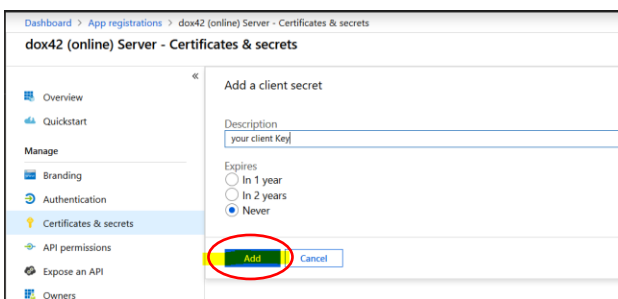 Dashboard > App registrations > dox42 (online) Server - Certificates & secrets
dox42 (online) Server - Certificates & secrets
«
Overview
Quickstart
Manage
Branding
Authentication
Certificates & secrets
API permissions
Expose an API
Owners
Add a client secret
Description
your client Key
Expires
In 1 year
In 2 years
Never
Add Cancel